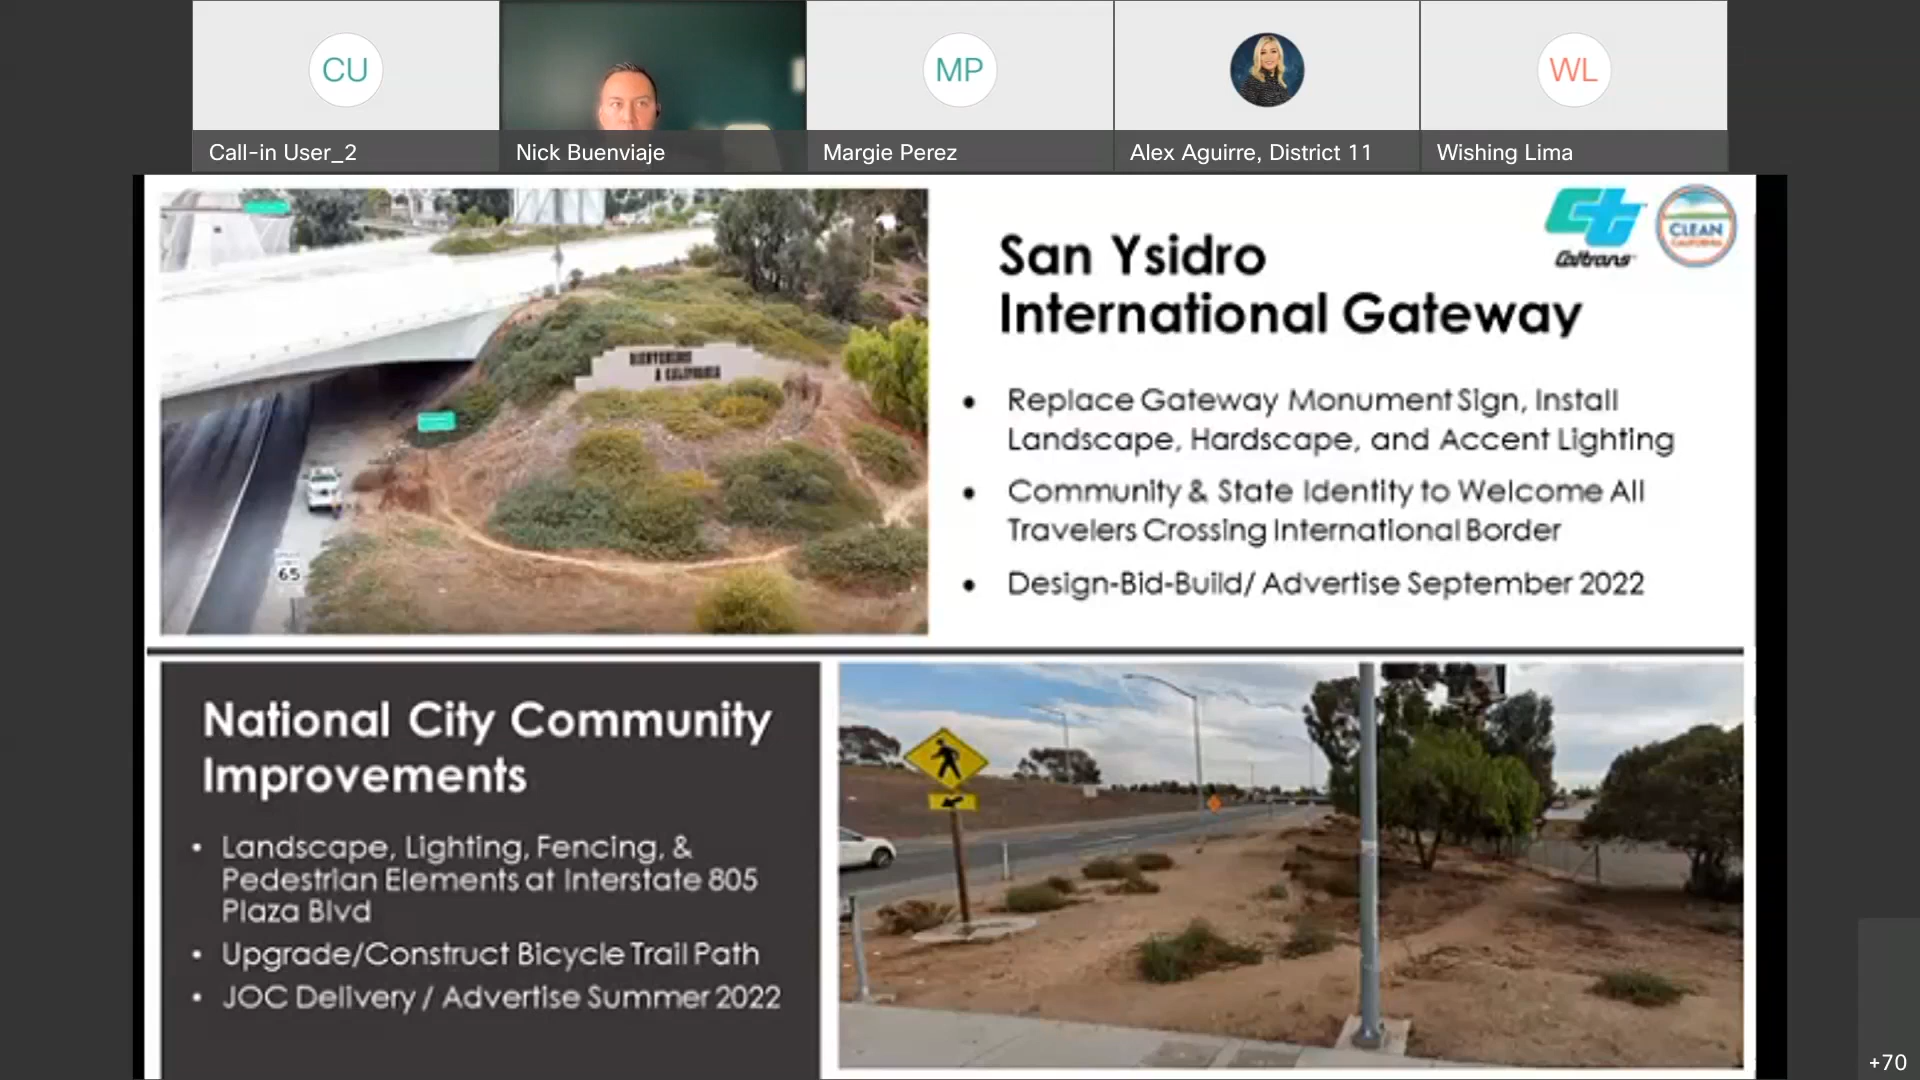 CU
MP
WL
Call-in User_2
Nick Buenviaje
Margie Perez
Alex Aguirre, District 11
Wishing Lima
Caltrans
CLEAN
CALIFORNIA
San Ysidro
International Gateway
• Replace Gateway Monument Sign, Install
Landscape, Hardscape, and Accent Lighting
• Community & State Identity to Welcome All
Travelers Crossing International Border
• Design-Bid-Build/ Advertise September 2022
BIENVENIDOS
A CALIFORNIA
65
National City Community
Improvements
• Landscape, Lighting, Fencing, &
Pedestrian Elements at Interstate 805
Plaza Blvd
• Upgrade/Construct Bicycle Trail Path
• JOC Delivery / Advertise Summer 2022
+70